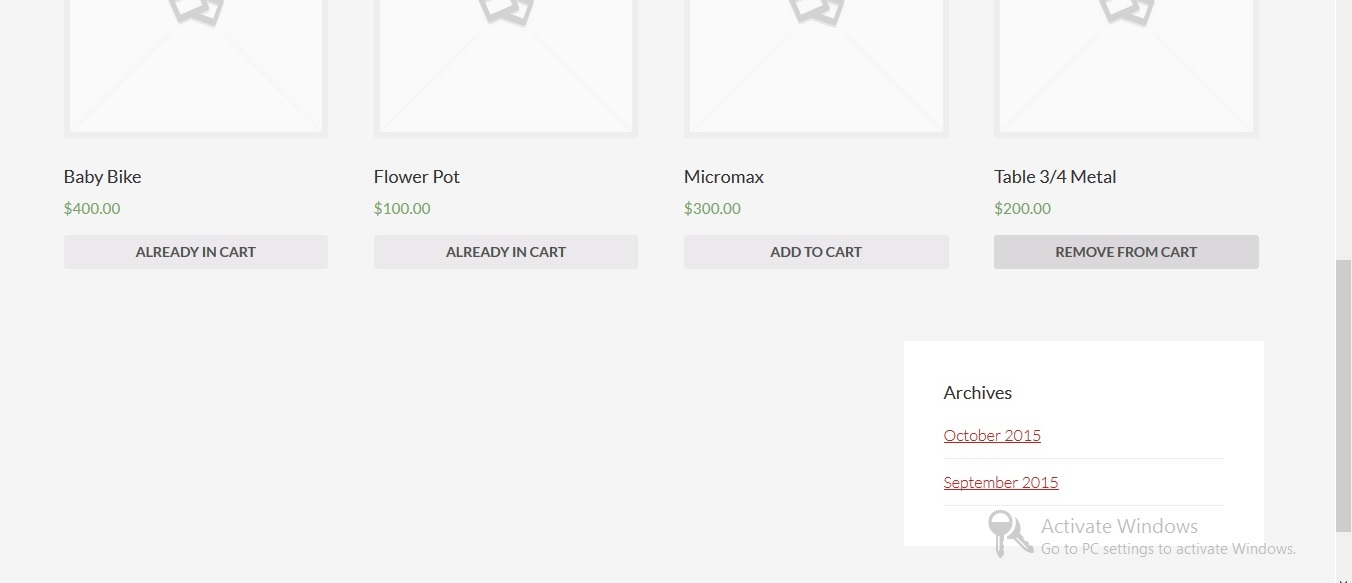 Baby Bike
Flower Pot
Micromax
Table 3/4 Metal
$400.00
$100.00
$300.00
$200.00
ALREADY IN CART
ALREADY IN CART
ADD TO CART
REMOVE FROM CART
Archives
October 2015
September 2015
Activate Windows
Go to PC settings to activate Windows.